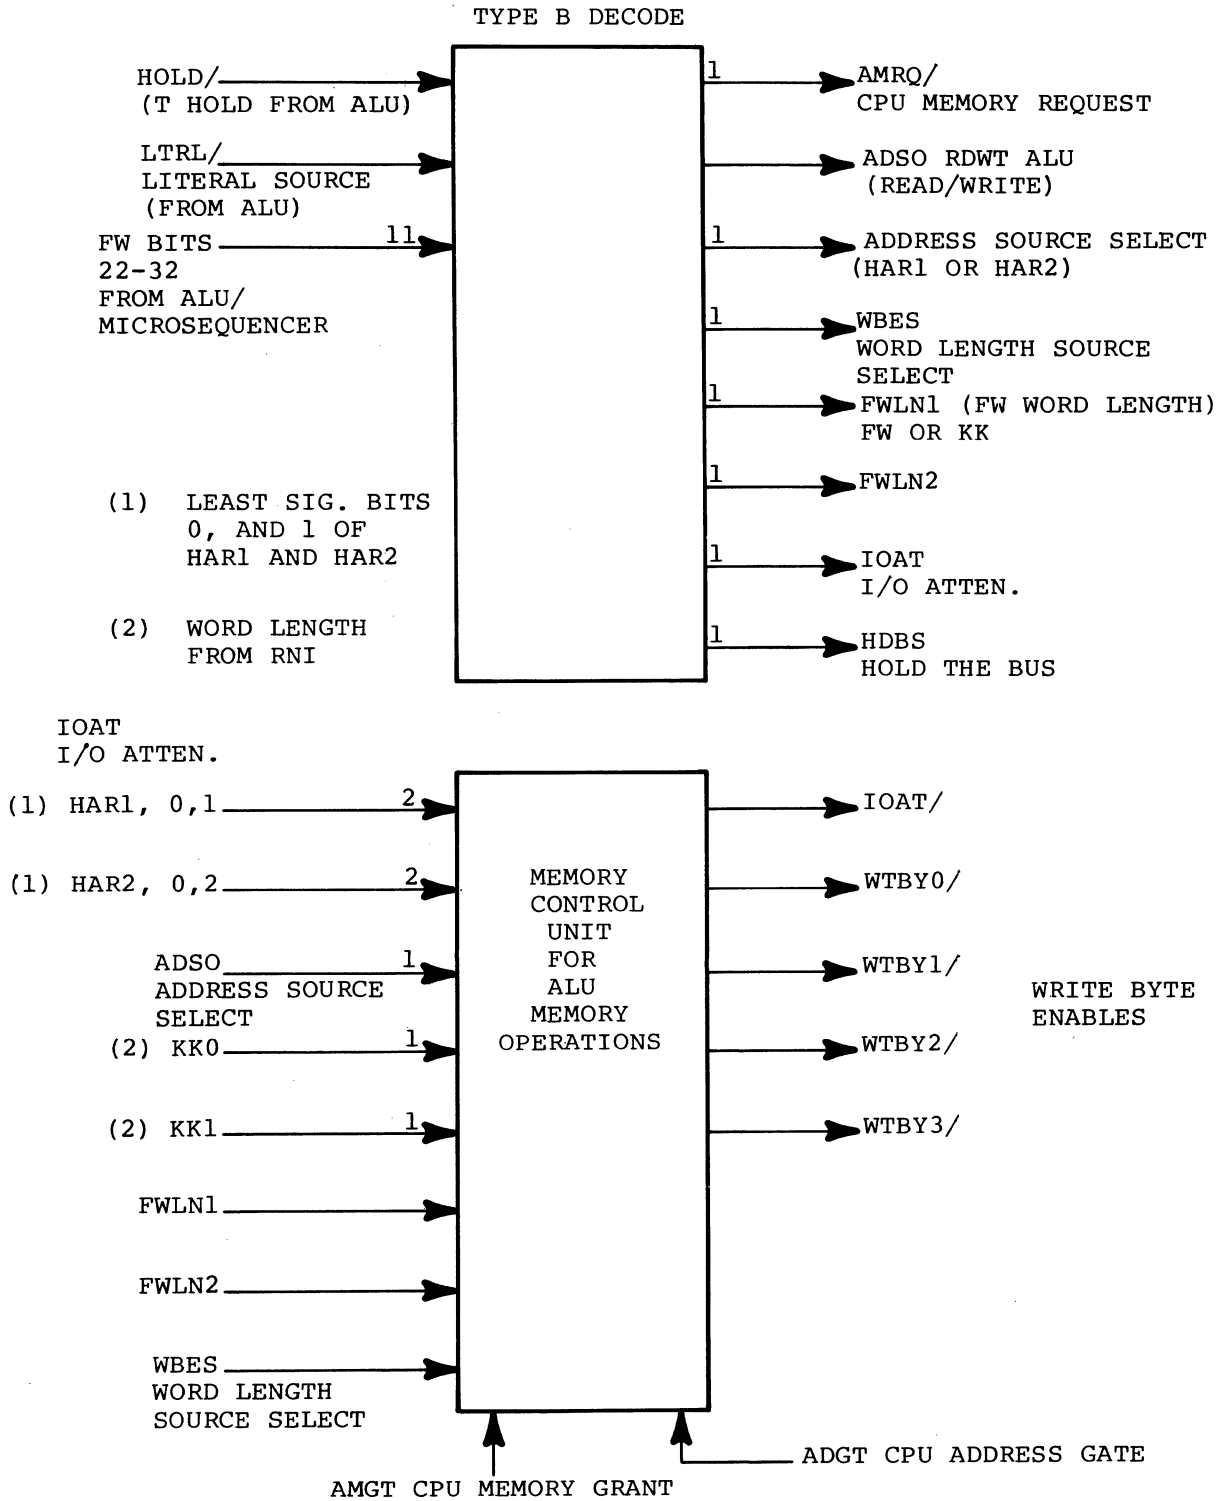 TYPE B DECODE
HOLD/
(T HOLD FROM ALU)
LTRL/
LITERAL SOURCE
(FROM ALU)
FW BITS
11
22-32
FROM ALU/
MICROSEQUENCER
(1) LEAST SIG. BITS
0, AND 1 OF
HAR1 AND HAR2
(2) WORD LENGTH
FROM RNI
1
AMRQ/
CPU MEMORY REQUEST
ADSO RDWT ALU
(READ/WRITE)
1
ADDRESS SOURCE SELECT
(HAR1 OR HAR2)
1
WBES
WORD LENGTH SOURCE
SELECT
1
FWLN1 (FW WORD LENGTH)
FW OR KK
1
FWLN2
1
IOAT
I/O ATTEN.
1
HDBS
HOLD THE BUS
IOAT
I/O ATTEN.
(1) HAR1, 0,1
2
(1) HAR2, 0,2
2
ADSO
1
ADDRESS SOURCE
SELECT
(2) KK0
1
(2) KK1
1
FWLN1
FWLN2
WBES
WORD LENGTH
SOURCE SELECT
MEMORY
CONTROL
UNIT
FOR
ALU
MEMORY
OPERATIONS
IOAT/
WTBY0/
WTBY1/
WTBY2/
WTBY3/
WRITE BYTE
ENABLES
ADGT CPU ADDRESS GATE
AMGT CPU MEMORY GRANT